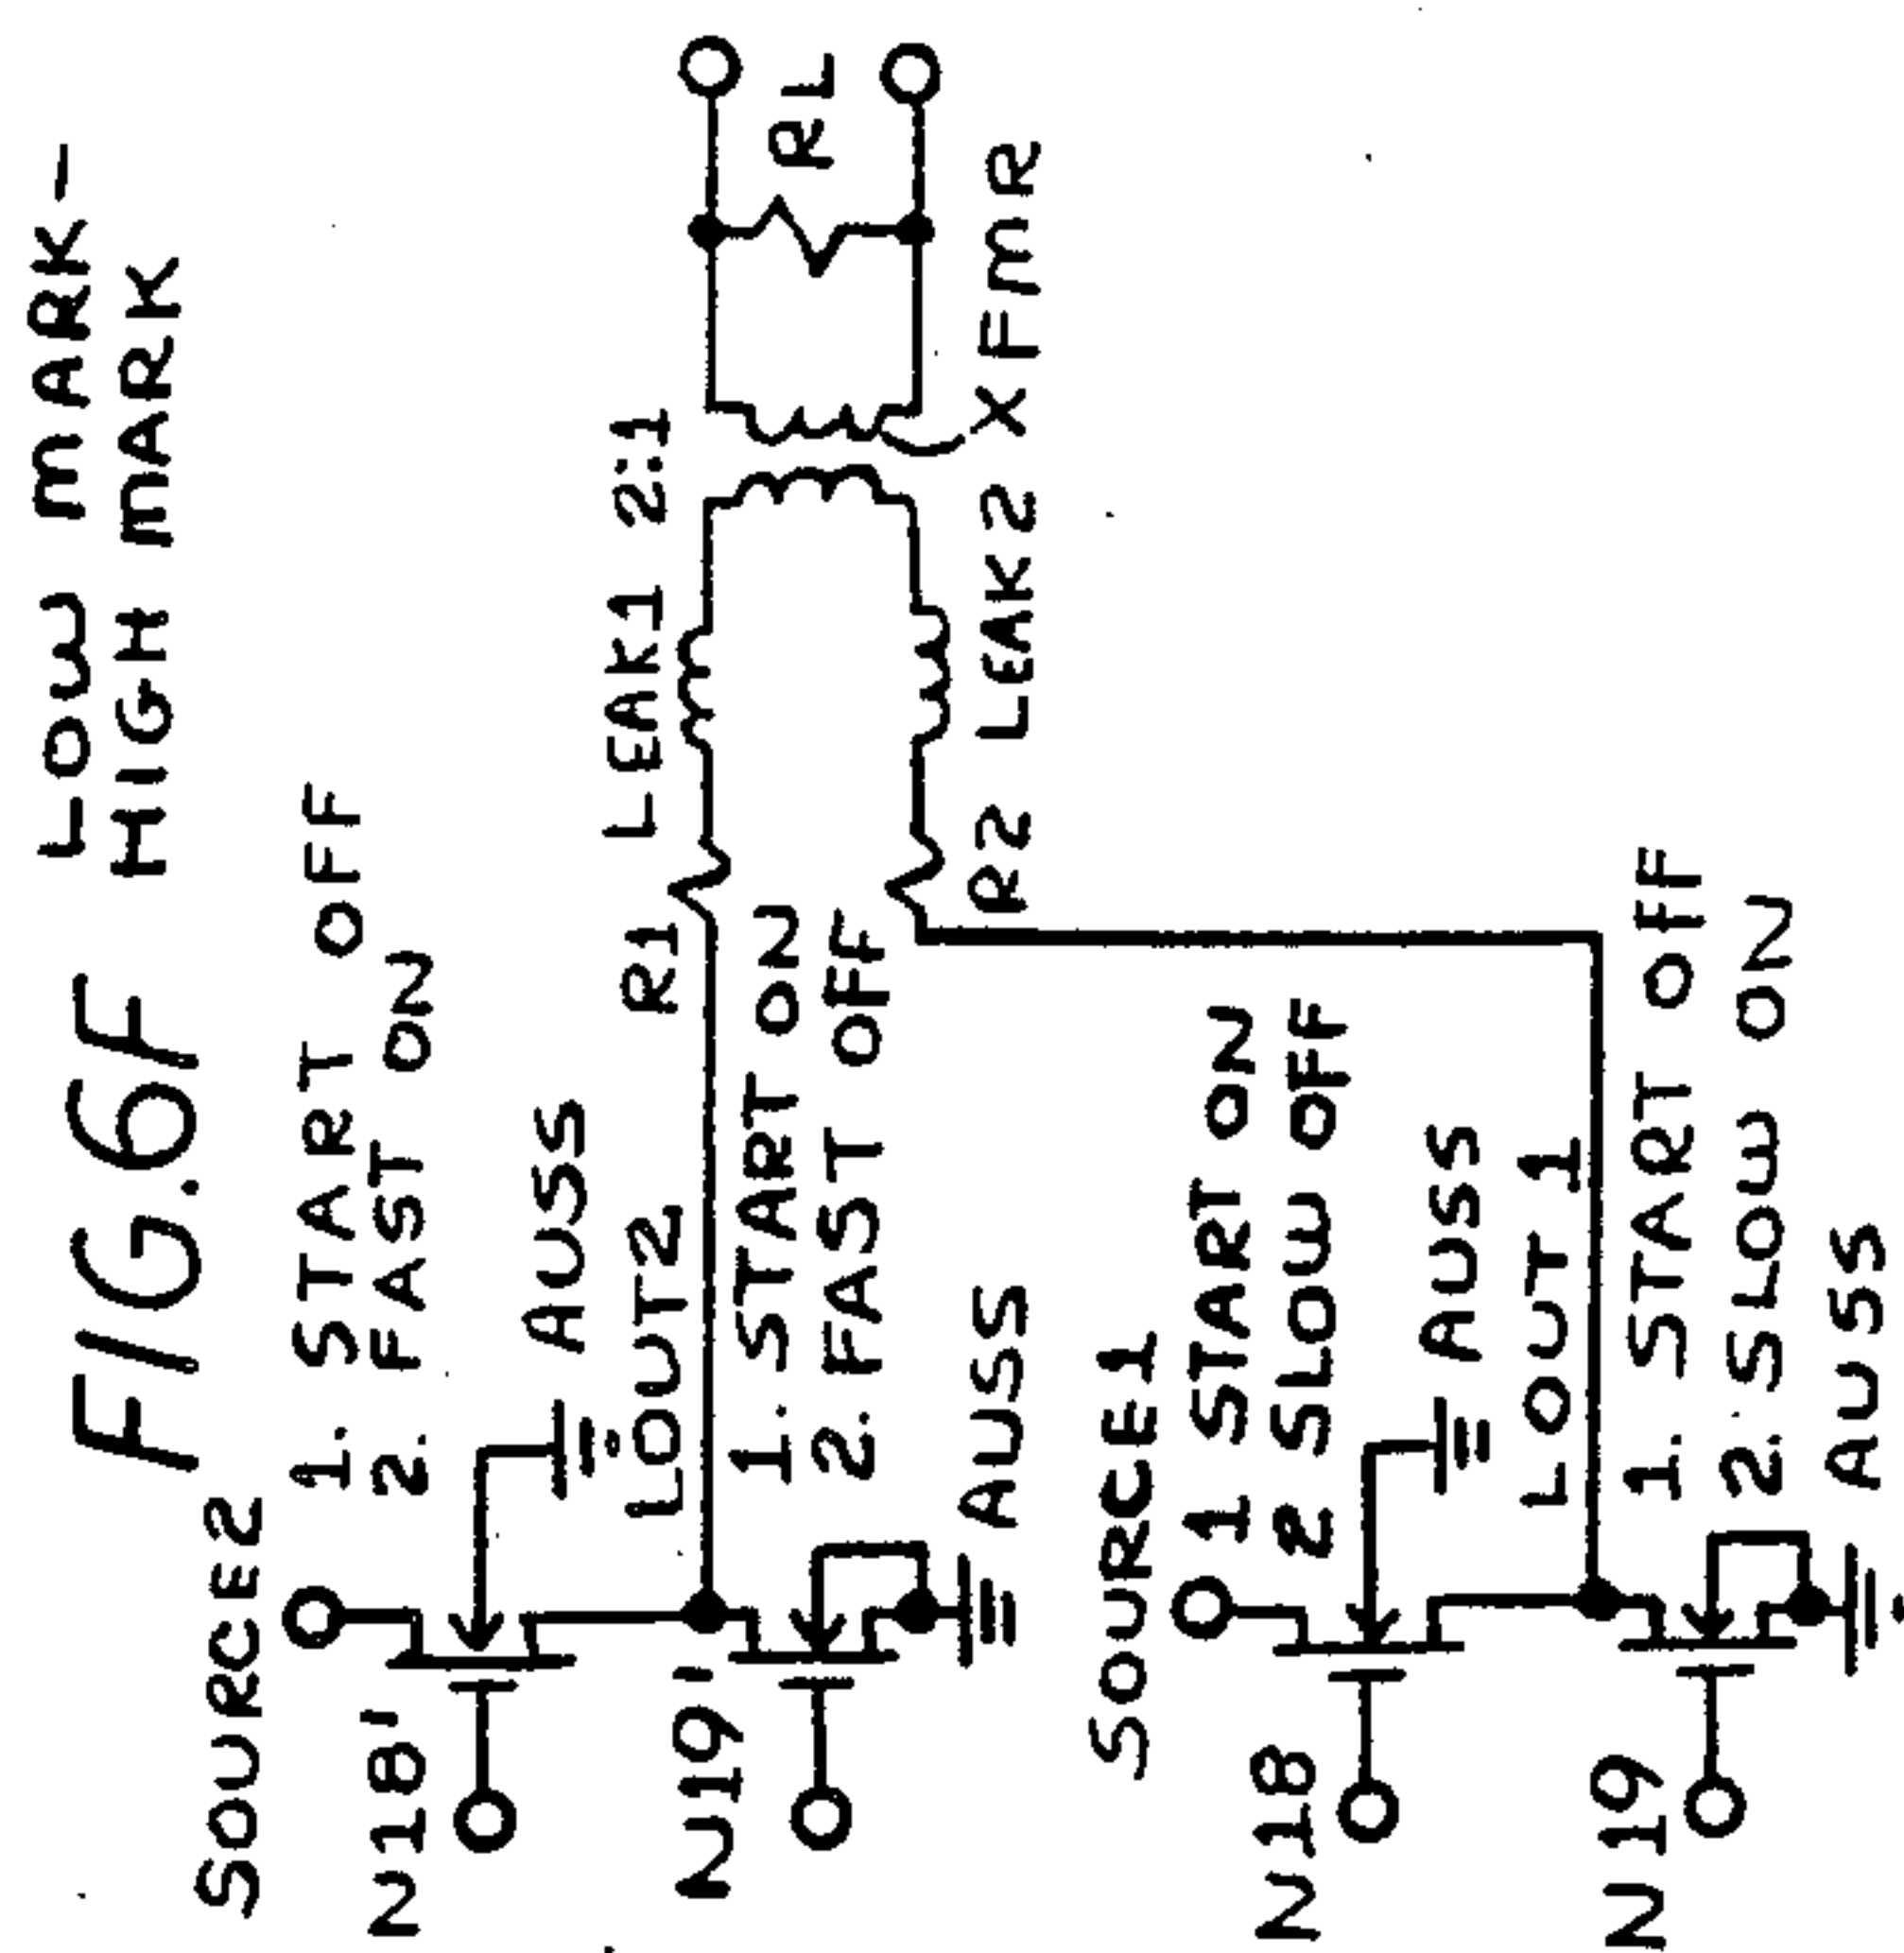 FIG.6F
LOW MARK-
HIGH MARK
SOURCE2
N18'
1. START OFF
2. FAST ON
AUSS
LOUT2
R1
LEAK1
2:1
RL
N19'
1. START ON
2. FAST OFF
AUSS
R2
LEAK2
XFMR
SOURCE1
N18
1 START ON
2 SLOW OFF
AUSS
LOUT1
N19
1. START OFF
2. SLOW ON
AUSS